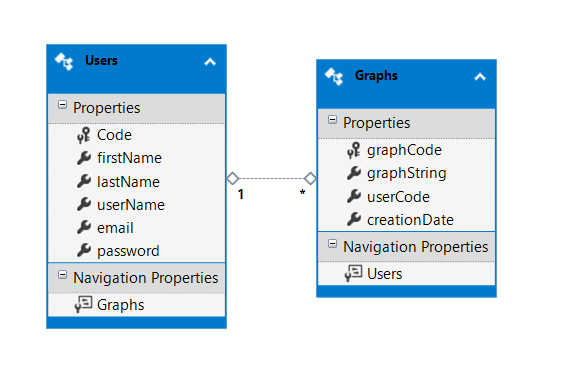 Users
Properties
Code
firstName
lastName
userName
email
password
Navigation Properties
Graphs
1
*
Graphs
Properties
graphCode
graphString
userCode
creationDate
Navigation Properties
Users